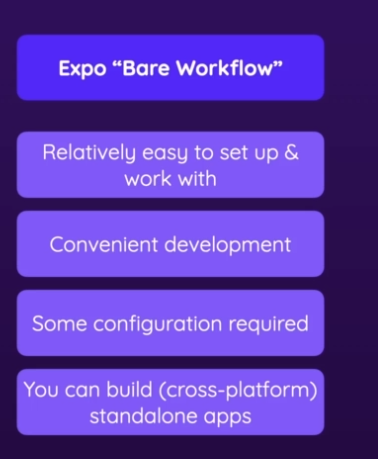 Expo “Bare Workflow”
Relatively easy to set up &
work with
Convenient development
Some configuration required
You can build (cross-platform)
standalone apps